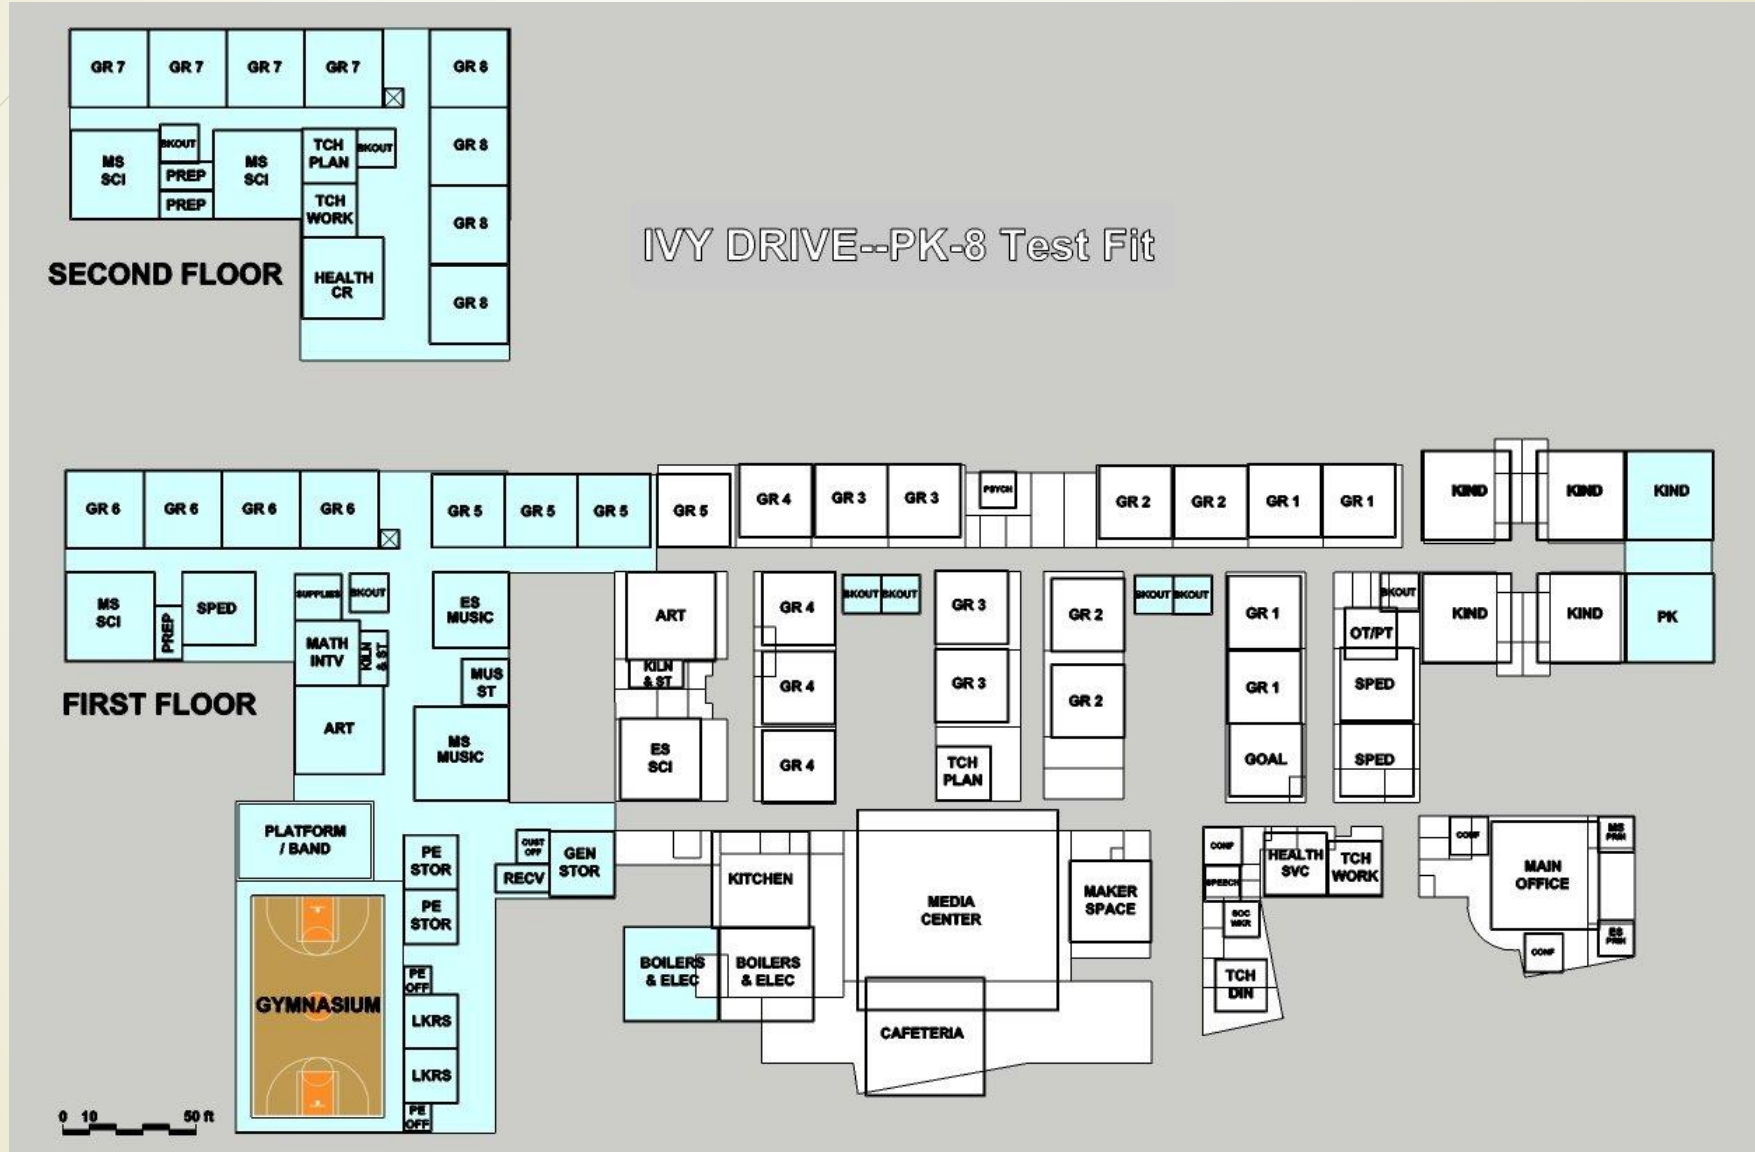 GR 7
GR 7
GR 7
GR 7
GR 8
BKOUT
TCH
PLAN
BKOUT
GR 8
MS
SCI
PREP
MS
SCI
PREP
TCH
WORK
GR 8
IVY DRIVE--PK-8 Test Fit
SECOND FLOOR
HEALTH
CR
GR 8
GR 6
GR 6
GR 6
GR 6
GR 5
GR 5
GR 5
GR 5
GR 4
GR 3
GR 3
PSYCH
GR 2
GR 2
GR 1
GR 1
KIND
KIND
KIND
MS
SCI
PREP
SPED
SUPPLIES
BKOUT
ES
MUSIC
ART
GR 4
BKOUT
BKOUT
GR 3
GR 2
BKOUT
BKOUT
GR 1
BKOUT
OT/PT
KIND
KIND
PK
MATH
INTV
KILN
& ST
MUS
ST
KILN
& ST
GR 4
GR 3
GR 2
GR 1
SPED
FIRST FLOOR
ART
MS
MUSIC
ES
SCI
GR 4
TCH
PLAN
GOAL
SPED
PLATFORM
/ BAND
PE
STOR
CUST
OFF
RECV
GEN
STOR
KITCHEN
MEDIA
CENTER
MAKER
SPACE
CONF
SPEECH
HEALTH
SVC
TCH
WORK
CONF
MAIN
OFFICE
MS
PRIN
PE
STOR
SOC
WKR
CONF
ES
PRIN
BOILERS
& ELEC
BOILERS
& ELEC
TCH
DIN
PE
OFF
GYMNASIUM
LKRS
CAFETERIA
LKRS
PE
OFF
0 10 50 ft